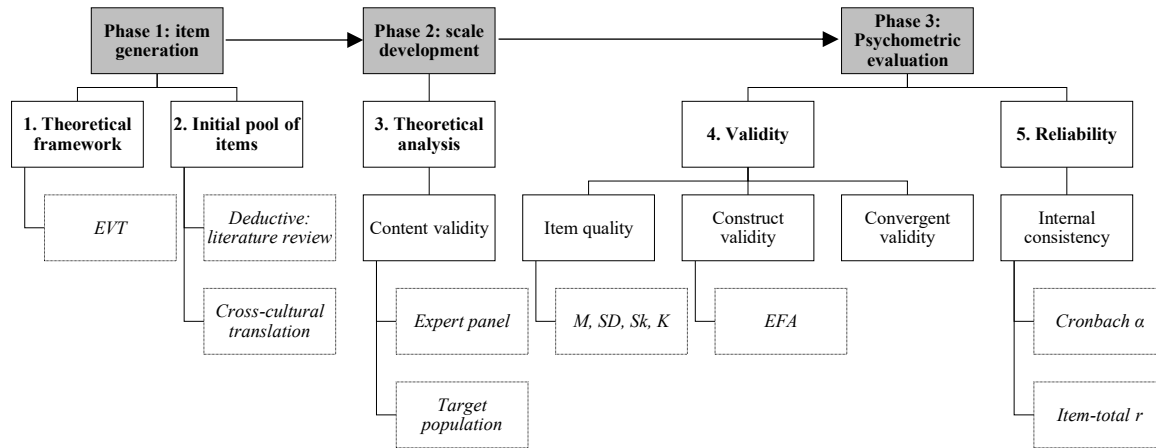 Phase 1: item
generation
Phase 2: scale
development
Phase 3:
Psychometric
evaluation
1. Theoretical
framework
2. Initial pool of
items
3. Theoretical
analysis
4. Validity
5. Reliability
EVT
Deductive:
literature review
Content validity
Item quality
Construct
validity
Convergent
validity
Internal
consistency
Cross-cultural
translation
Expert panel
M, SD, Sk, K
EFA
Cronbach α
Target
population
Item-total r